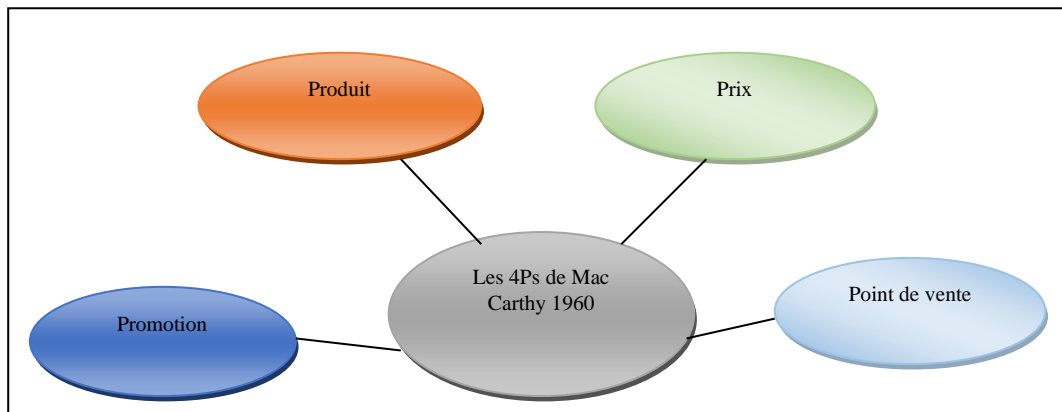 Produit
Prix
Les 4Ps de Mac
Carthy 1960
Point de vente
Promotion